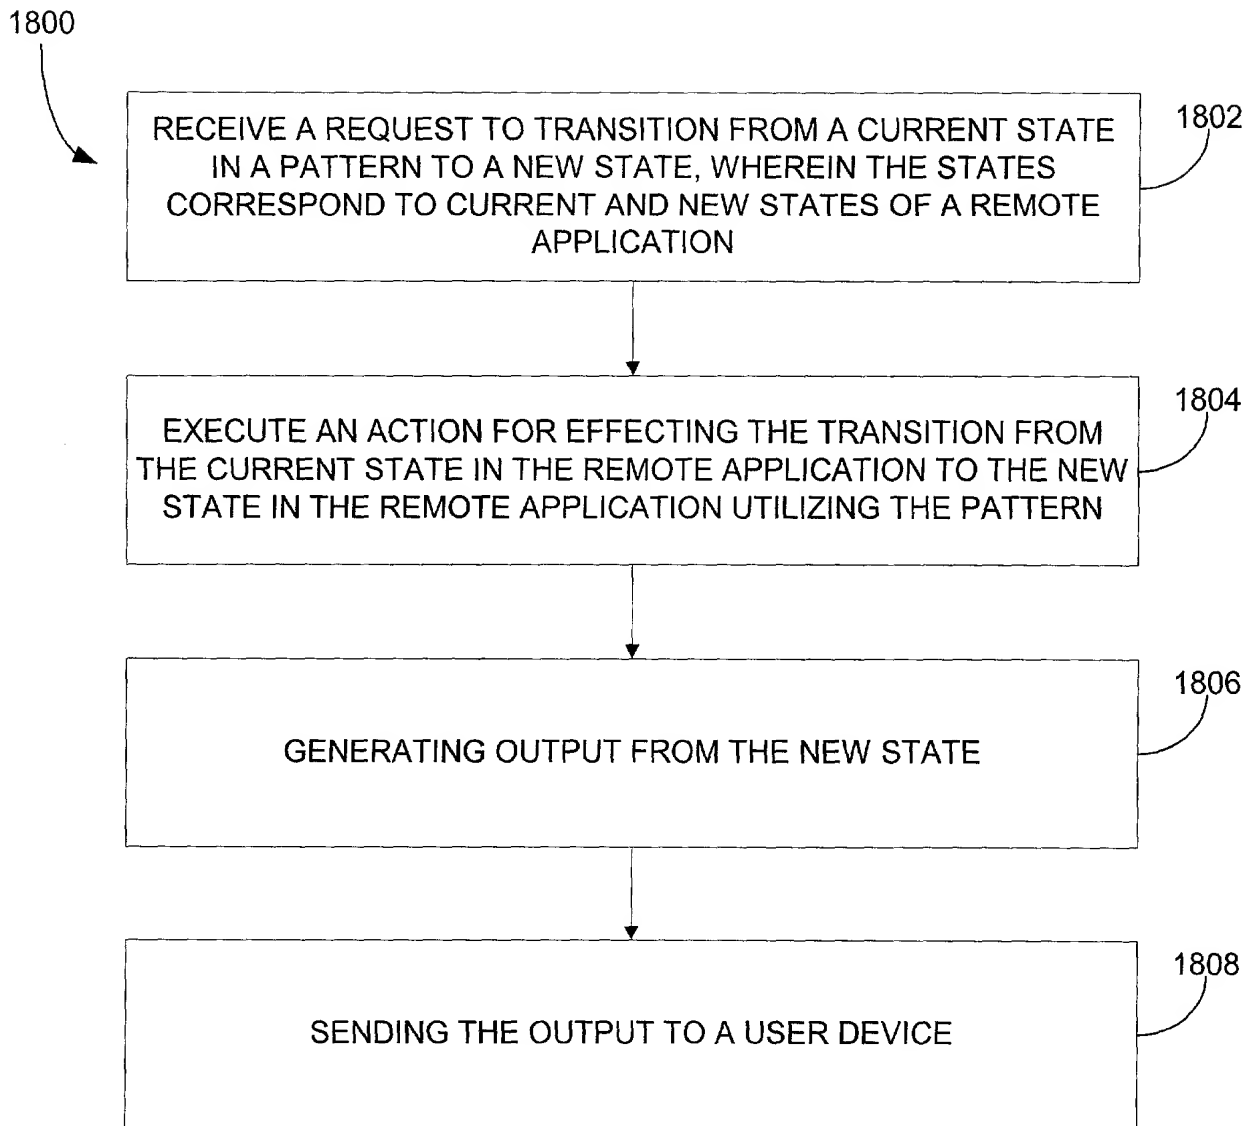 1800
1802
RECEIVE A REQUEST TO TRANSITION FROM A CURRENT STATE
IN A PATTERN TO A NEW STATE, WHEREIN THE STATES
CORRESPOND TO CURRENT AND NEW STATES OF A REMOTE
APPLICATION
1804
EXECUTE AN ACTION FOR EFFECTING THE TRANSITION FROM
THE CURRENT STATE IN THE REMOTE APPLICATION TO THE NEW
STATE IN THE REMOTE APPLICATION UTILIZING THE PATTERN
1806
GENERATING OUTPUT FROM THE NEW STATE
1808
SENDING THE OUTPUT TO A USER DEVICE